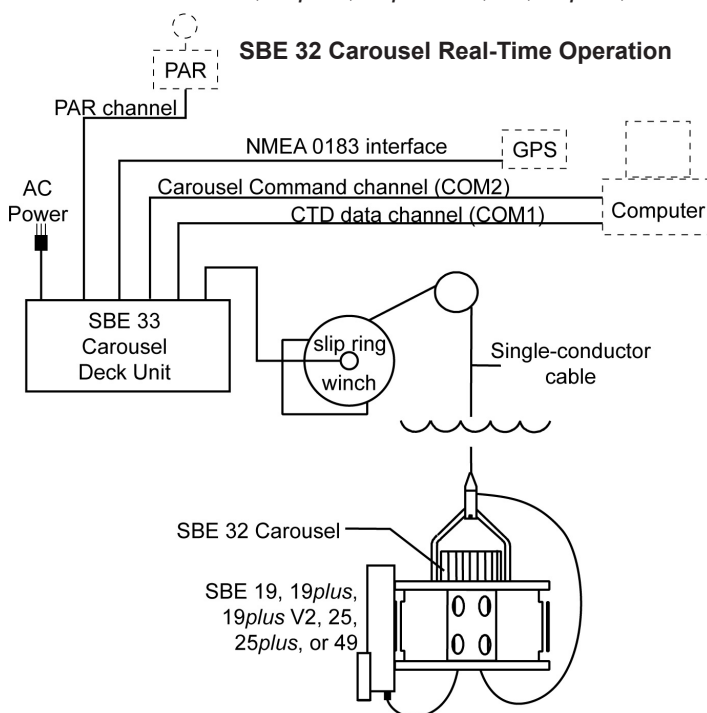 SBE 32 Carousel Real-Time Operation
PAR
PAR channel
NMEA 0183 interface
GPS
AC
Power
Carousel Command channel (COM2)
CTD data channel (COM1)
Computer
SBE 33
Carousel
Deck Unit
slip ring
winch
Single-conductor
cable
SBE 32 Carousel
SBE 19, 19plus,
19plus V2, 25,
25plus, or 49